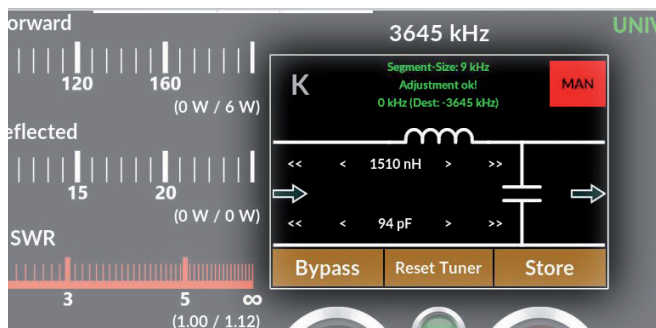 orward
120 160
(0 W / 6 W)
eflected
15 20
(0 W / 0 W)
SWR
3 5 ∞
(1.00 / 1.12)
3645 kHz
UNIV
K
Segment-Size: 9 kHz
Adjustment ok!
0 kHz (Dest: -3645 kHz)
MAN
<< < 1510 nH > >>
<< < 94 pF > >>
Bypass Reset Tuner Store